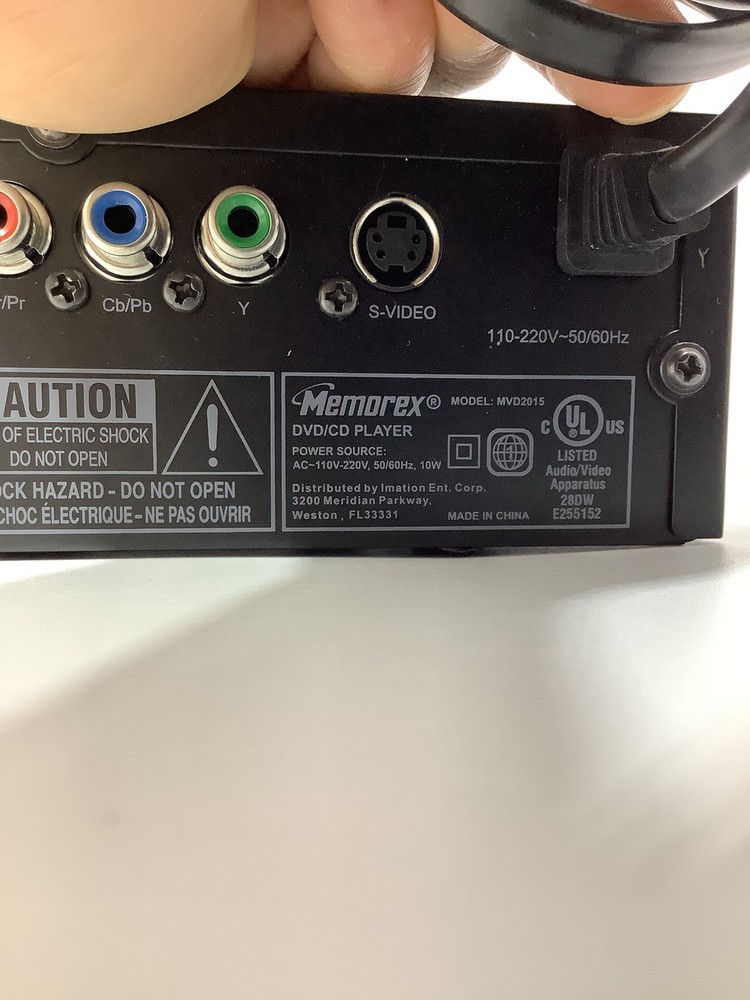 /Pr
Cb/Pb
Y
S-VIDEO
Y
110-220V~50/60Hz
AUTION
OF ELECTRIC SHOCK
DO NOT OPEN
OCK HAZARD - DO NOT OPEN
CHOC ÉLECTRIQUE - NE PAS OUVRIR
Memorex® MODEL: MVD2015
DVD/CD PLAYER
POWER SOURCE:
AC~110V-220V, 50/60Hz, 10W
Distributed by Imation Ent. Corp.
3200 Meridian Parkway,
Weston , FL33331
MADE IN CHINA
C UL US
LISTED
Audio/Video
Apparatus
28DW
E255152